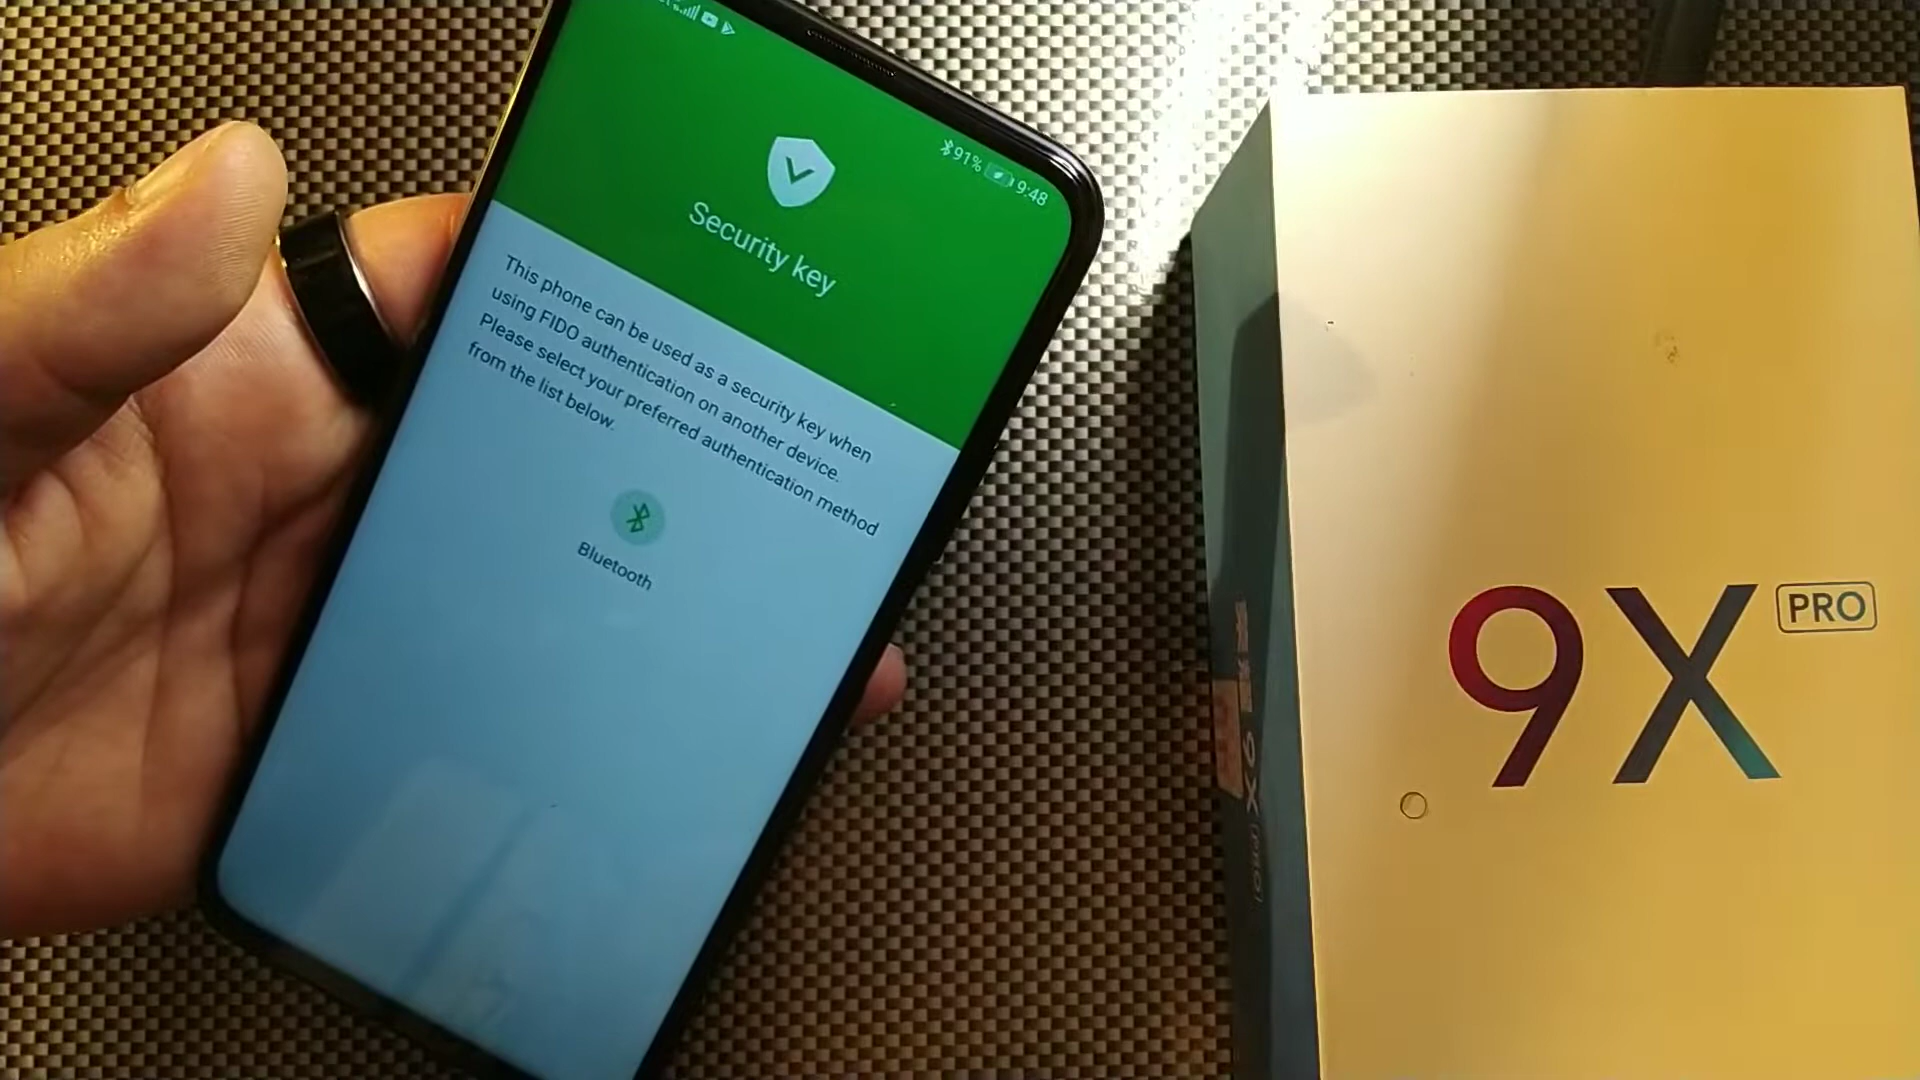 91% 9:48
Security key
This phone can be used as a security key when
using FIDO authentication on another device.
Please select your preferred authentication method
from the list below.
Bluetooth
9X PRO